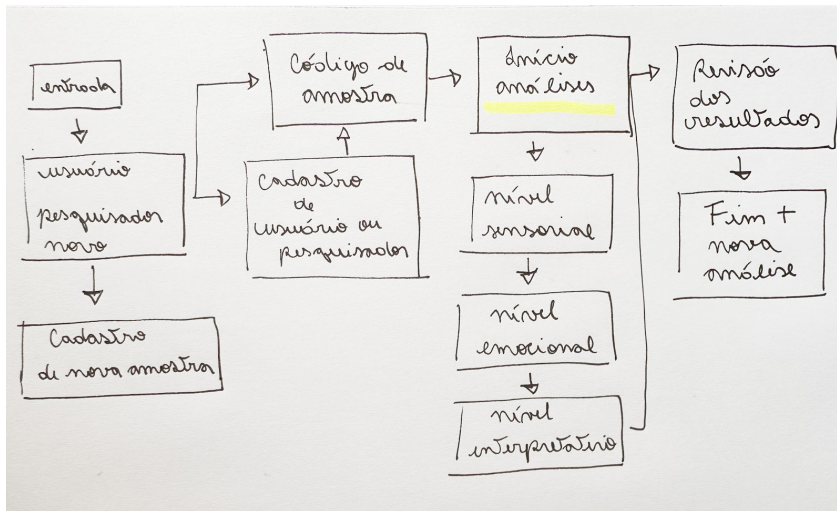 entrada
usuário
pesquisador
novo
Cadastro
de nova amostra
Código de
amostra
Cadastro
de
usuário ou
pesquisador
Início
análises
nível
sensorial
nível
emocional
nível
interpretativo
Revisão
dos
resultados
Fim +
nova
análise